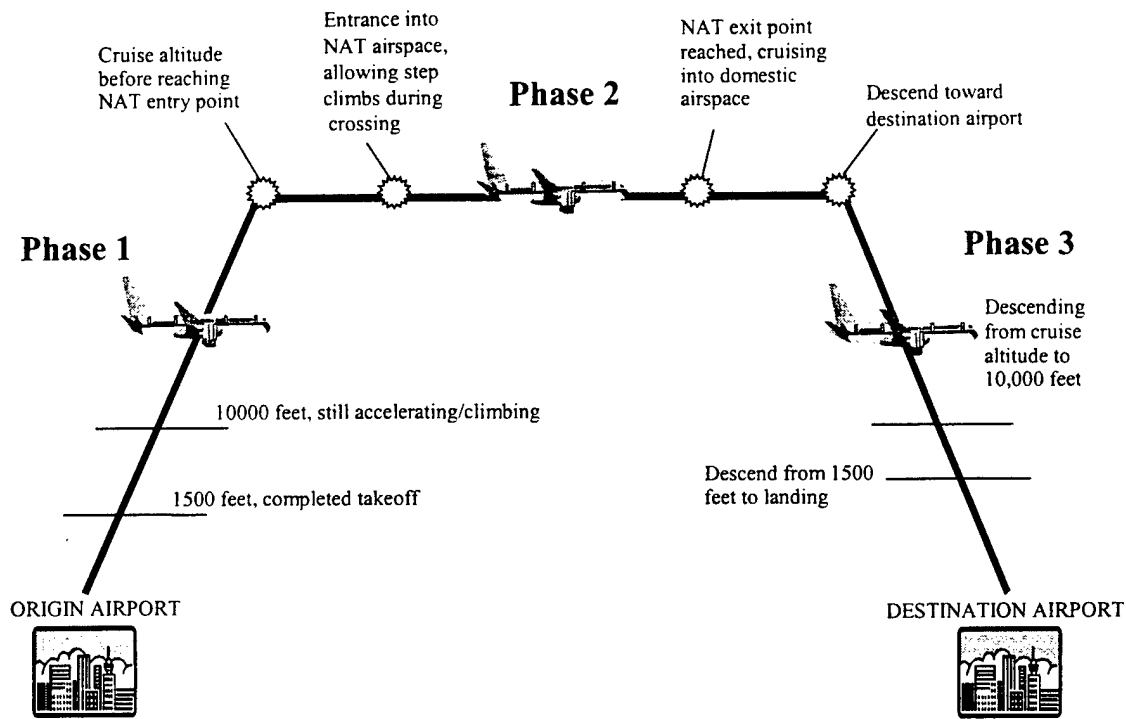 Cruise altitude
before reaching
NAT entry point
Entrance into
NAT airspace,
allowing step
climbs during
crossing
Phase 2
NAT exit point
reached, cruising
into domestic
airspace
Descend toward
destination airport
Phase 1
Phase 3
Descending
from cruise
altitude to
10,000 feet
10000 feet, still accelerating/climbing
1500 feet, completed takeoff
Descend from 1500
feet to landing
ORIGIN AIRPORT
DESTINATION AIRPORT